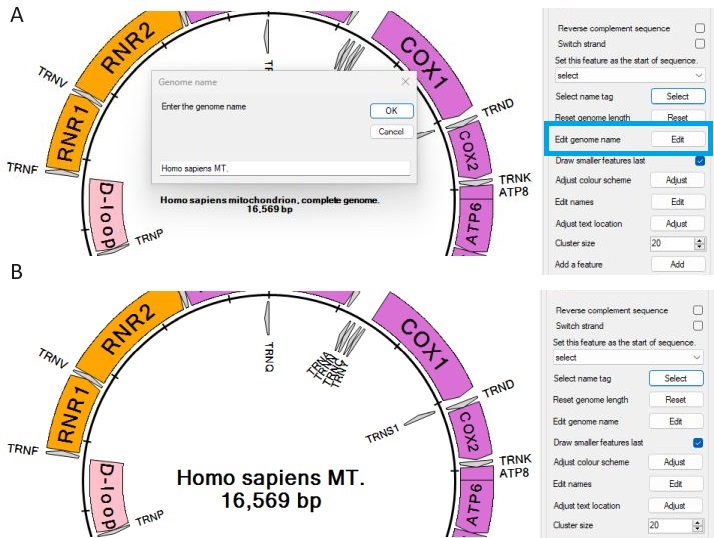 A
RNR2
COX1
TRNV
RNR1
TRNF
D-loop
TRNP
TRND
COX2
TRNK
ATP8
ATP6
Genome name
Enter the genome name
OK
Cancel
Homo sapiens MT.
Homo sapiens mitochondrion, complete genome.
16,569 bp
Reverse complement sequence
Switch strand
Set this feature as the start of sequence.
select
Select name tag Select
Reset genome length Reset
Edit genome name Edit
Draw smaller features last
Adjust colour scheme Adjust
Edit names Edit
Adjust text location Adjust
Cluster size 20
Add a feature Add
B
RNR2
COX1
TRNV
RNR1
TRNF
D-loop
TRNP
TRNQ
TRNA
TRNY
TRND
TRNS1
COX2
TRNK
ATP8
ATP6
Homo sapiens MT.
16,569 bp
Reverse complement sequence
Switch strand
Set this feature as the start of sequence.
select
Select name tag Select
Reset genome length Reset
Edit genome name Edit
Draw smaller features last
Adjust colour scheme Adjust
Edit names Edit
Adjust text location Adjust
Cluster size 20